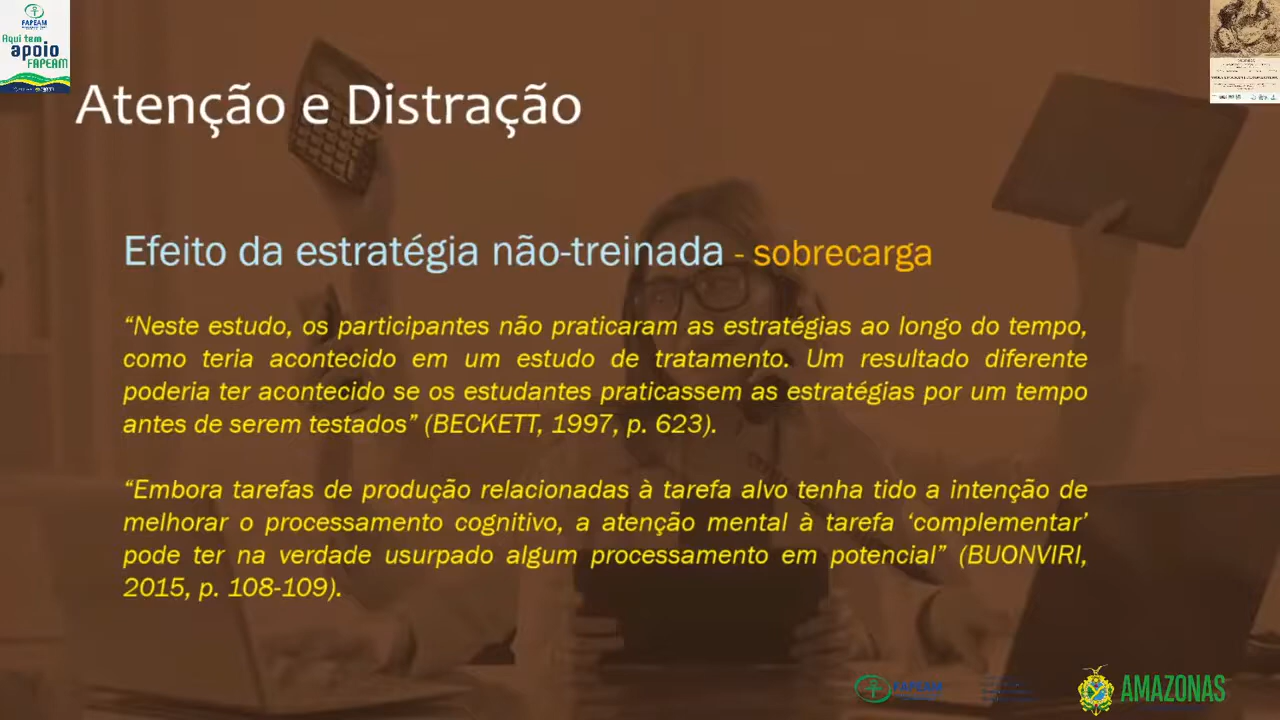 FAPEAM
Aqui tem
apoio
FAPEAM
Atenção e Distração
Efeito da estratégia não-treinada - sobrecarga
“Neste estudo, os participantes não praticaram as estratégias ao longo do tempo,
como teria acontecido em um estudo de tratamento. Um resultado diferente
poderia ter acontecido se os estudantes praticassem as estratégias por um tempo
antes de serem testados” (BECKETT, 1997, p. 623).
“Embora tarefas de produção relacionadas à tarefa alvo tenha tido a intenção de
melhorar o processamento cognitivo, a atenção mental à tarefa ‘complementar’
pode ter na verdade usurpado algum processamento em potencial” (BUONVIRI,
2015, p. 108-109).
FAPEAM
AMAZONAS